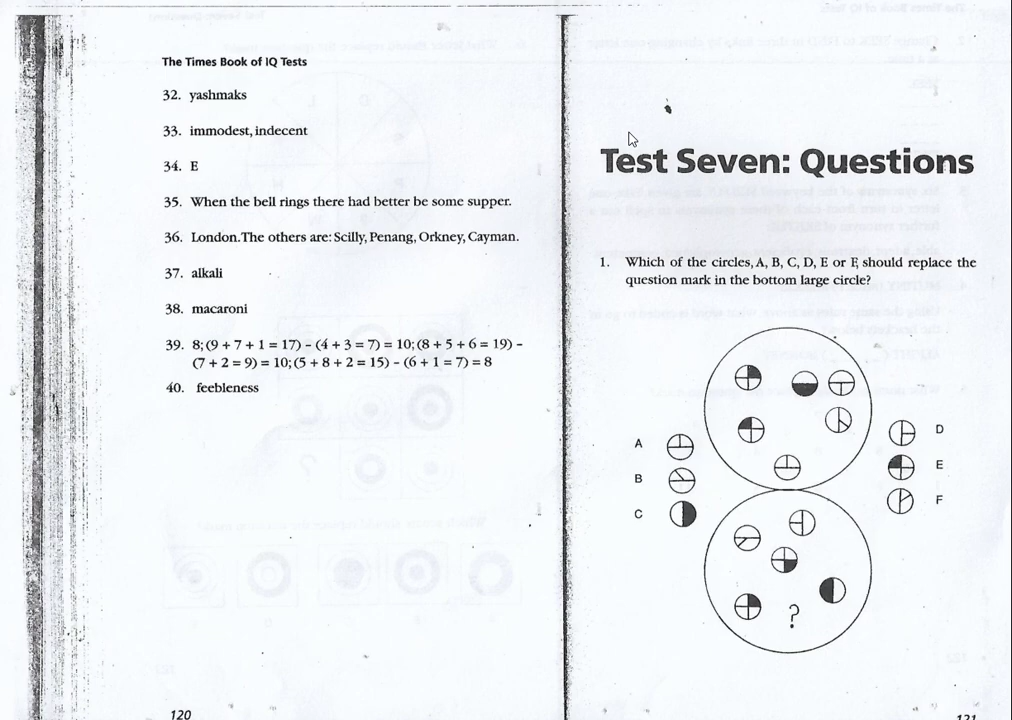 The Times Book of IQ Tests
32. yashmaks
33. immodest, indecent
34. E
35. When the bell rings there had better be some supper.
36. London.The others are: Scilly, Penang, Orkney, Cayman.
37. alkali
38. macaroni
39. 8; (9 + 7 + 1 = 17) – (4 + 3 = 7) = 10; (8 + 5 + 6 = 19) –
(7 + 2 = 9) = 10; (5 + 8 + 2 = 15) – (6 + 1 = 7) = 8
40. feebleness
120
Test Seven: Questions
1. Which of the circles, A, B, C, D, E or F, should replace the
question mark in the bottom large circle?
A
B
C
D
E
F
?
121